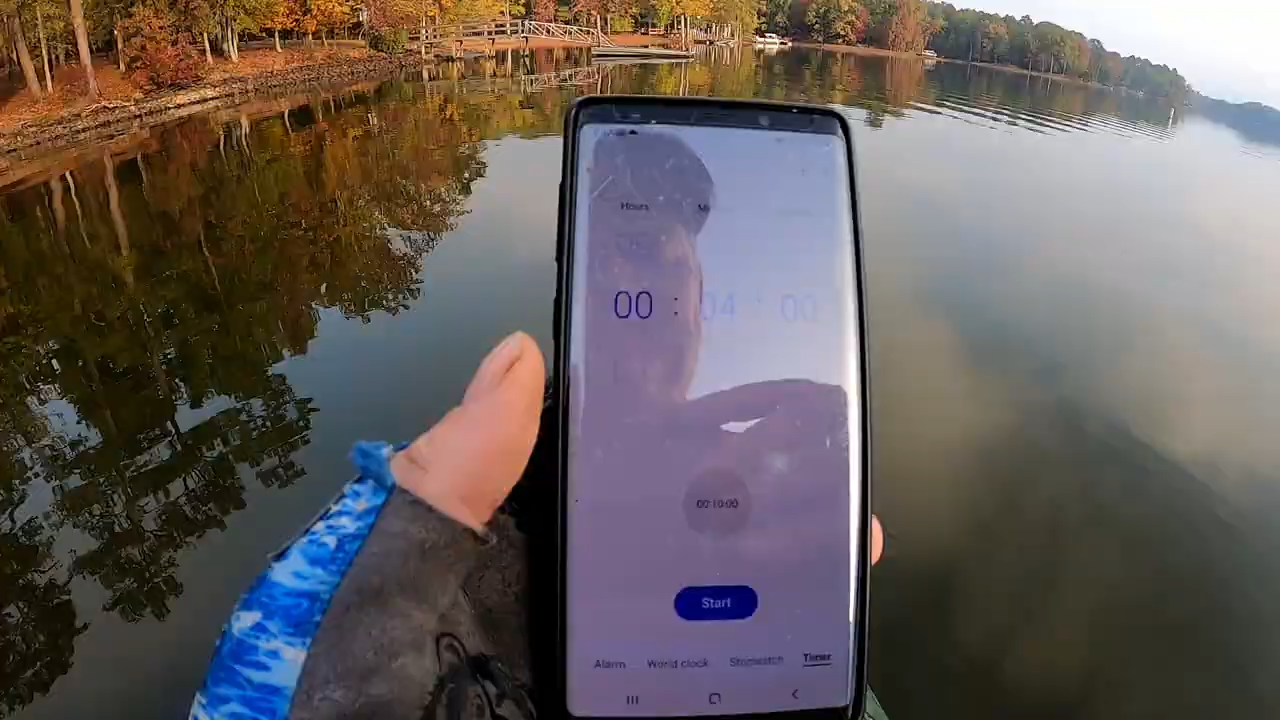 Hours
00 : 04 : 00
00:10:00
Start
Alarm World clock Stopwatch Timer